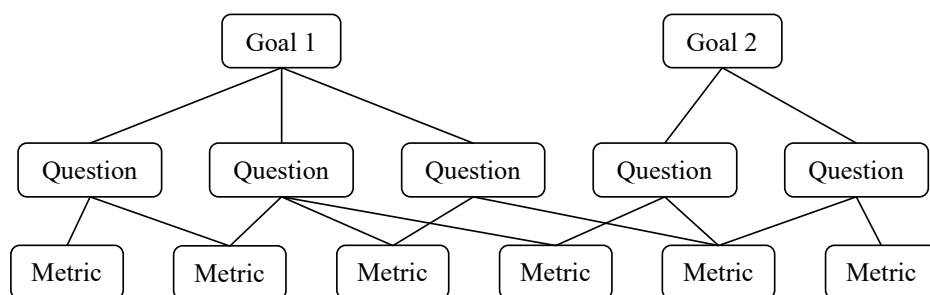 Goal 1 Goal 2
Question Question Question Question Question
Metric Metric Metric Metric Metric Metric